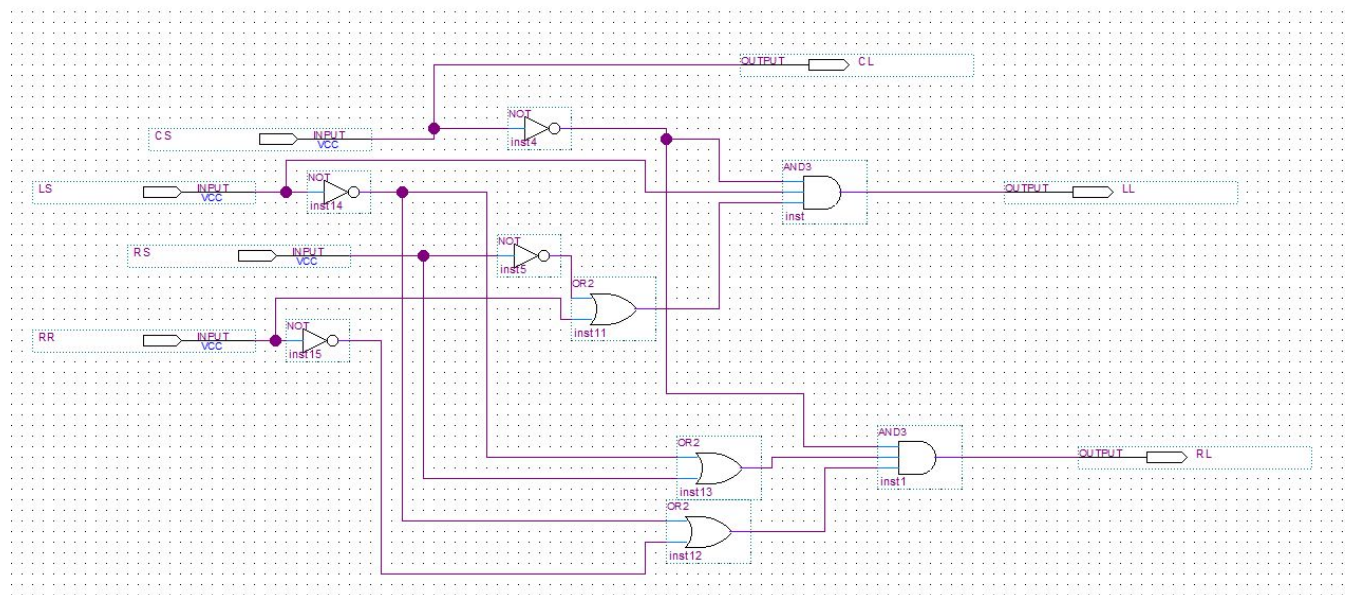 OUTPUT
CL
NOT
CS
INPUT
VCC
inst4
AND3
NOT
LS
INPUT
VCC
OUTPUT
LL
inst14
inst
NOT
RS
INPUT
VCC
inst5
OR2
NOT
inst11
RR
INPUT
VCC
inst15
AND3
OR2
OUTPUT
RL
inst1
inst13
OR2
inst12